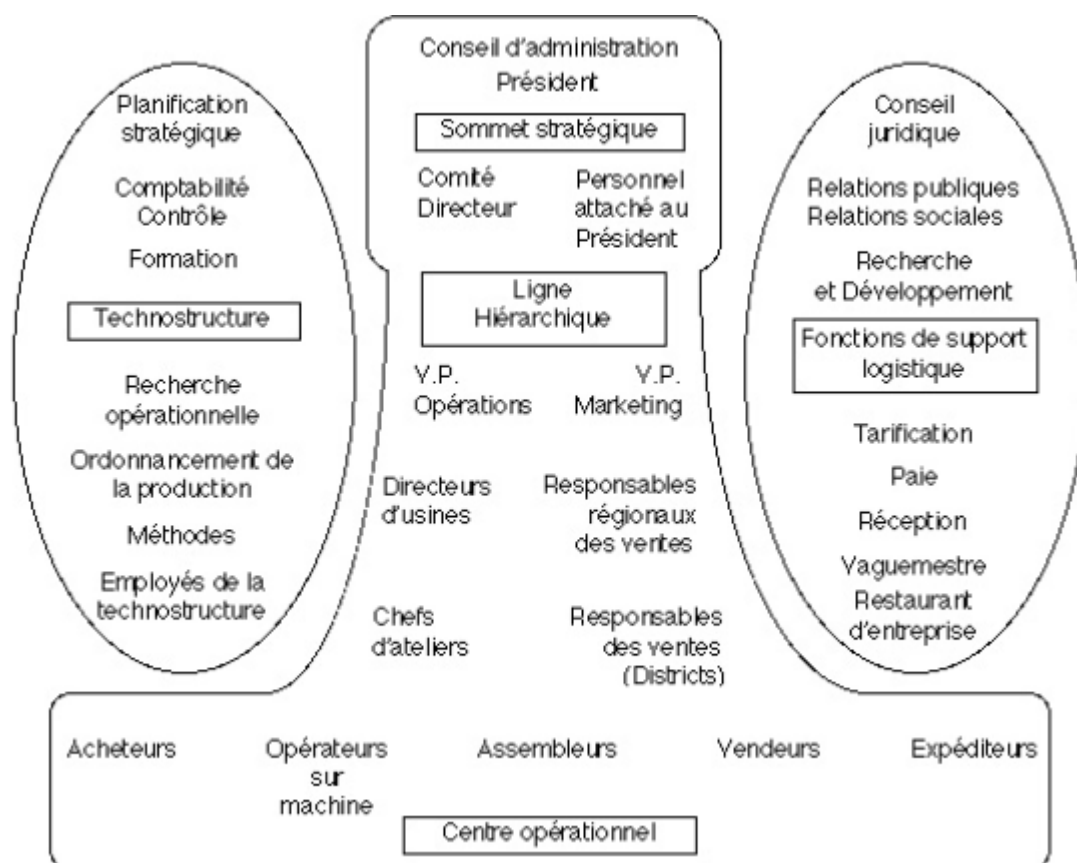 Conseil d'administration
Président
Sommet stratégique
Comité
Directeur
Personnel
attaché au
Président
Planification
stratégique
Comptabilité
Contrôle
Formation
Technostructure
Recherche
opérationnelle
Ordonnancement de
la production
Méthodes
Employés de la
technostructure
Ligne
Hiérarchique
V.P.
Opérations
V.P.
Marketing
Directeurs
d'usines
Responsables
régionaux
des ventes
Chefs
d'ateliers
Responsables
des ventes
(Districts)
Conseil
juridique
Relations publiques
Relations sociales
Recherche
et Développement
Fonctions de support
logistique
Tarification
Paie
Réception
Vaguemestre
Restaurant
d'entreprise
Acheteurs
Opérateurs
sur
machine
Assembleurs
Vendeurs
Expéditeurs
Centre opérationnel